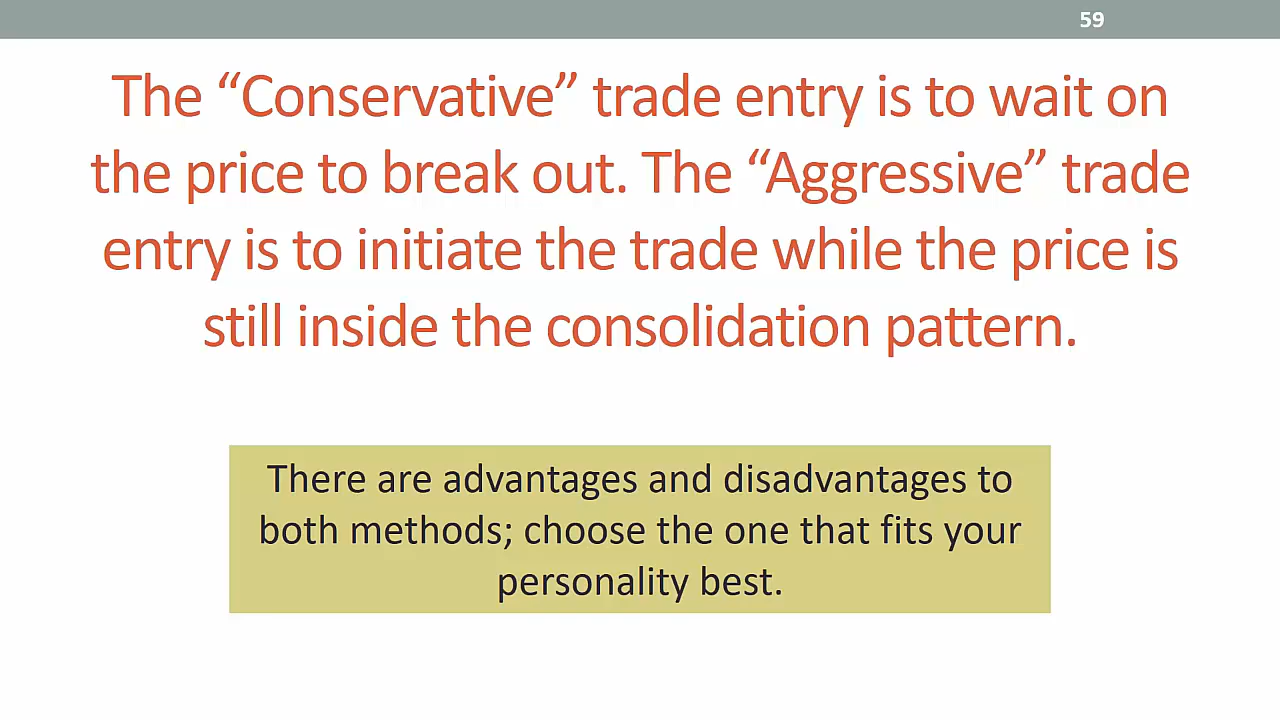 59
The “Conservative” trade entry is to wait on
the price to break out. The “Aggressive” trade
entry is to initiate the trade while the price is
still inside the consolidation pattern.
There are advantages and disadvantages to
both methods; choose the one that fits your
personality best.